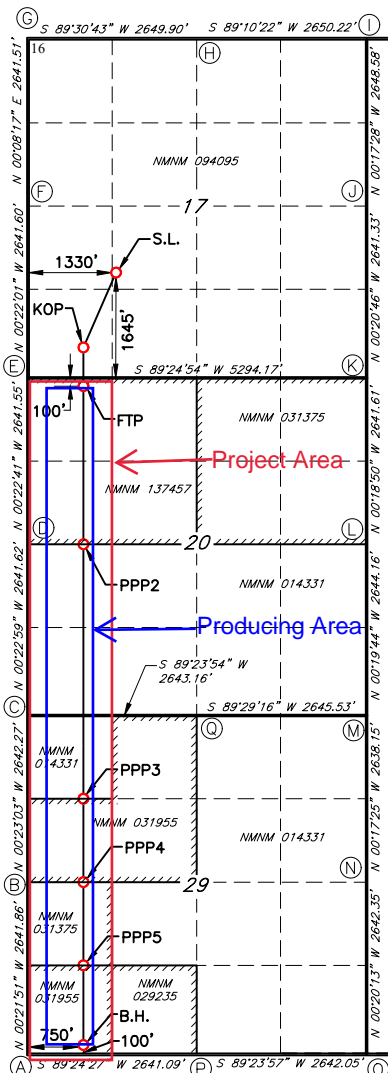 G
S 89°30'43" W 2649.90'
S 89°10'22" W 2650.22'
I
16
H
N 00°08'17" E 2641.51'
N 00°17'28" W 2648.58'
NMNM 094095
F
J
17
N 00°22'01" W 2641.60'
N 00°20'46" W 2641.33'
1330'
S.L.
KOP
1645'
E
S 89°24'54" W 5294.17'
K
100'
FTP
NMNM 031375
N 00°22'41" W 2641.55'
N 00°18'50" W 2641.61'
Project Area
NMNM 137457
D
L
20
PPP2
NMNM 014331
N 00°22'59" W 2641.62'
N 00°19'44" W 2644.16'
Producing Area
S 89°23'54" W
2643.16'
S 89°29'16" W 2645.53'
C
Q
M
N 00°23'03" W 2642.27'
N 00°17'25" W 2638.15'
NMNM
014331
PPP3
NMNM 031955
NMNM 014331
PPP4
N
B
29
NMNM
031375
PPP5
N 00°21'51" W 2641.86'
N 00°20'13" W 2642.35'
NMNM
031955
NMNM
029235
B.H.
750'
100'
A
S 89°24'27" W 2641.09'
P
S 89°23'57" W 2642.05'
O